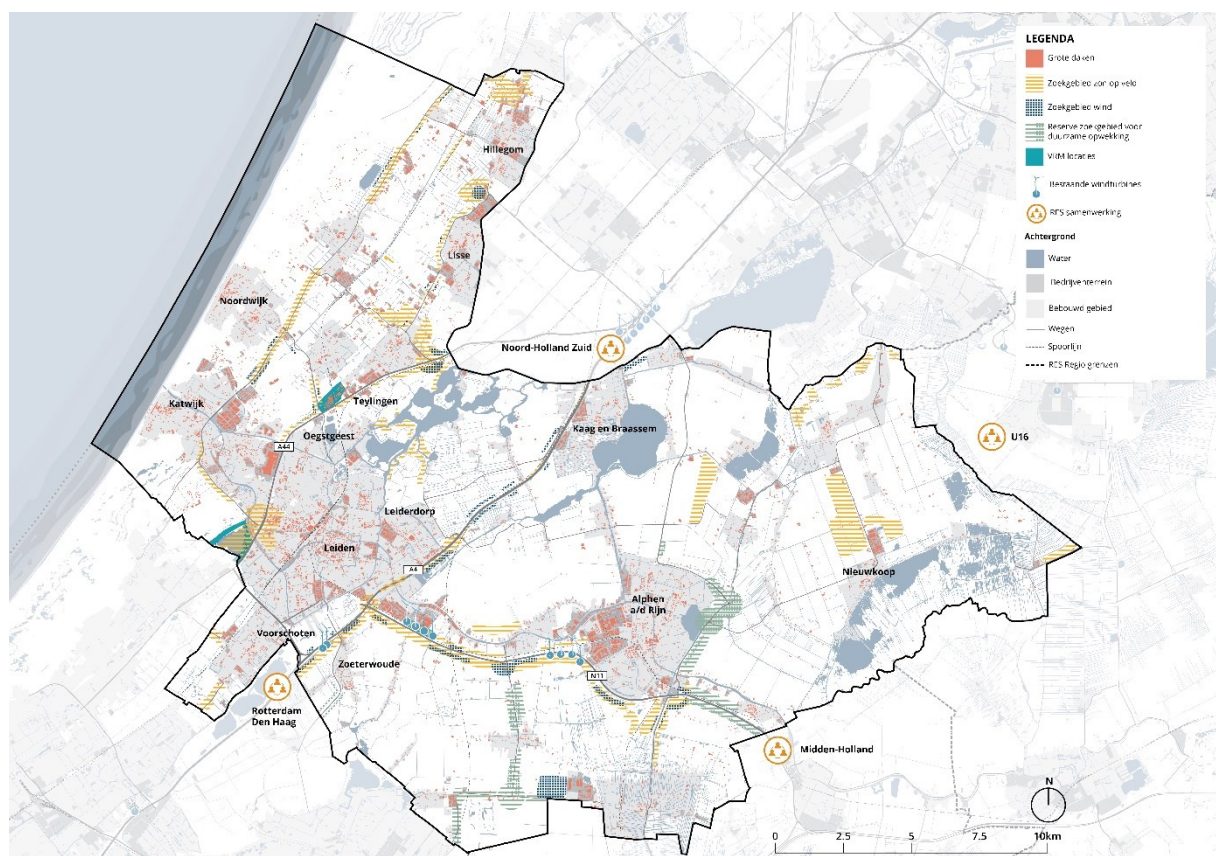 LEGENDA
Grote daken
Zoekgebied zon op veld
Zoekgebied wind
Reserve zoekgebied voor
duurzame opwekking
VRM locaties
Bestaande windturbines
RES samenwerking
Achtergrond
Water
Bedrijventerrein
Bebouwd gebied
Wegen
Spoorlijn
RES Regio grenzen
Hillegom
Lisse
Noordwijk
Noord-Holland Zuid
Teylingen
Katwijk
Oegstgeest
Kaag en Braassem
A44
U16
Leiderdorp
Leiden
A4
Nieuwkoop
Alphen
a/d Rijn
Voorschoten
Zoeterwoude
N11
Rotterdam
Den Haag
Midden-Holland
N
0 2.5 5 7.5 10km